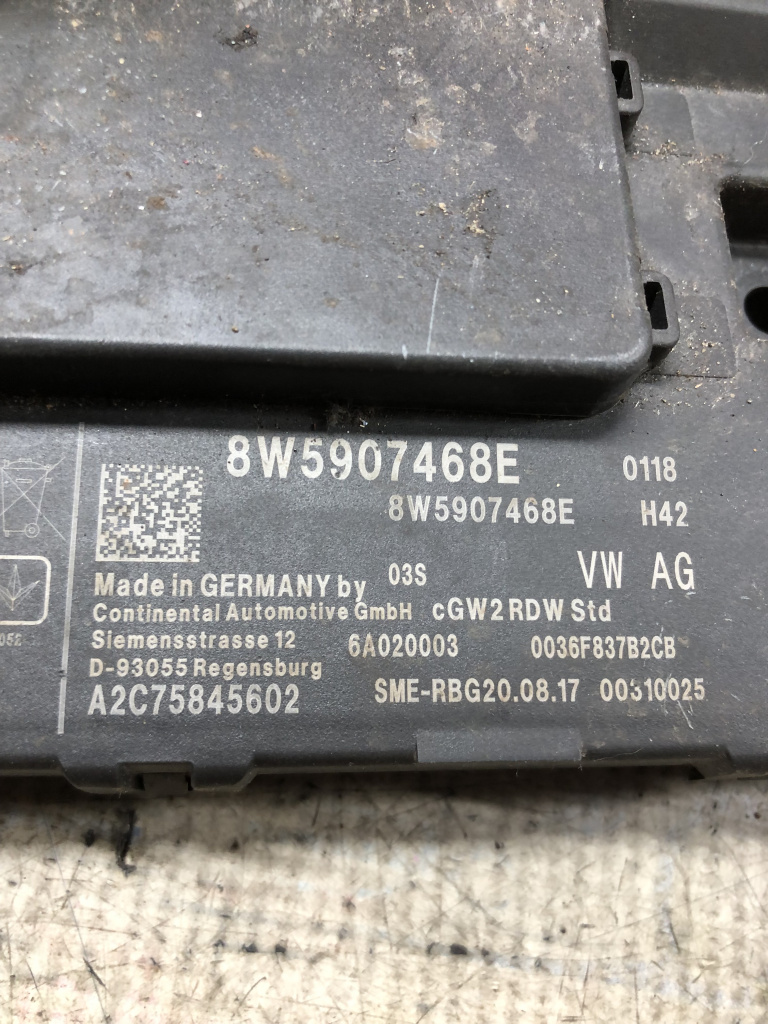 8W5907468E 0118
8W5907468E H42
03S VW AG
Made in GERMANY by
Continental Automotive GmbH cGW2 RDW Std
Siemensstrasse 12 6A020003 0036F837B2CB
D-93055 Regensburg
A2C75845602 SME-RBG20.08.17 00310025